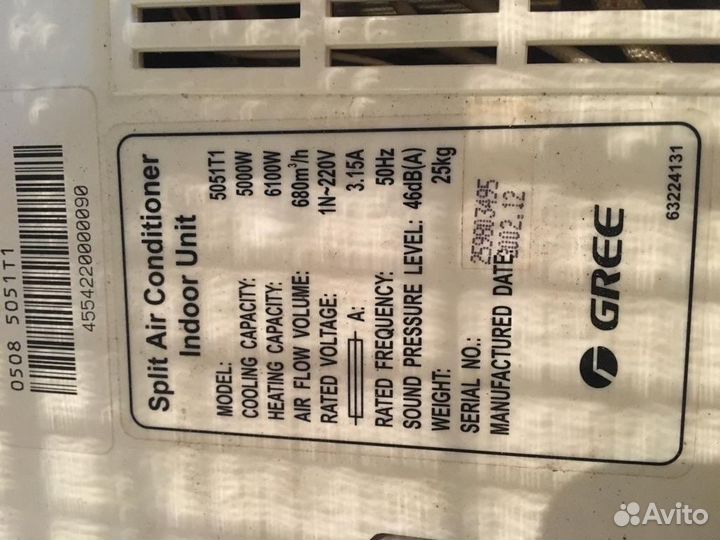 0508 5051T1
4554220000090
Split Air Conditioner
Indoor Unit
MODEL: 5051T1
COOLING CAPACITY: 5000W
HEATING CAPACITY: 6100W
AIR FLOW VOLUME: 680m³/h
RATED VOLTAGE: 1N~220V
A: 3.15A
RATED FREQUENCY: 50Hz
SOUND PRESSURE LEVEL: 46dB(A)
WEIGHT: 25kg
SERIAL NO.: 259903495
MANUFACTURED DATE: 2002.12
GREE
63224131
Avito